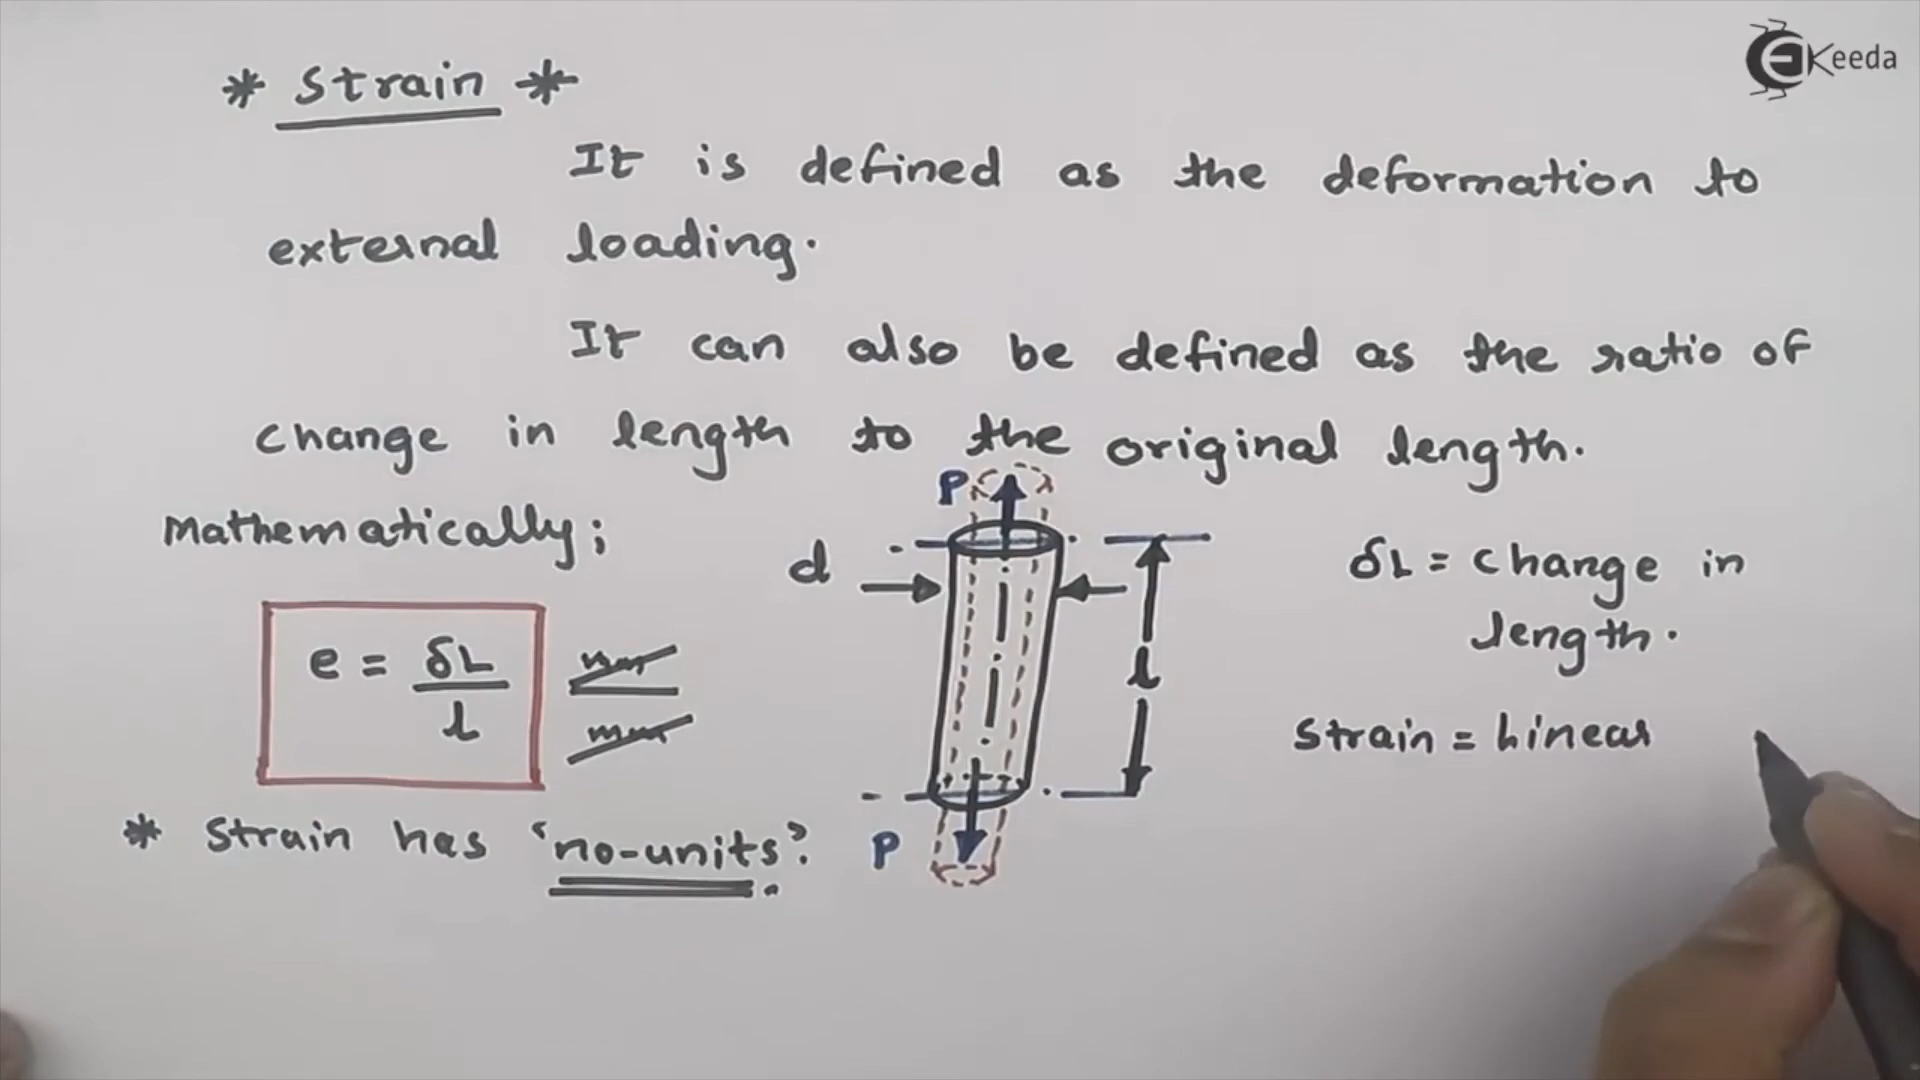 Keeda
* Strain *
It is defined as the deformation to
external loading.
It can also be defined as the ratio of
change in length to the original length.
Mathematically;
e = δL / l
mm
mm
* Strain has "no-units".
P
d
l
P
δL = change in
length.
Strain = Linear